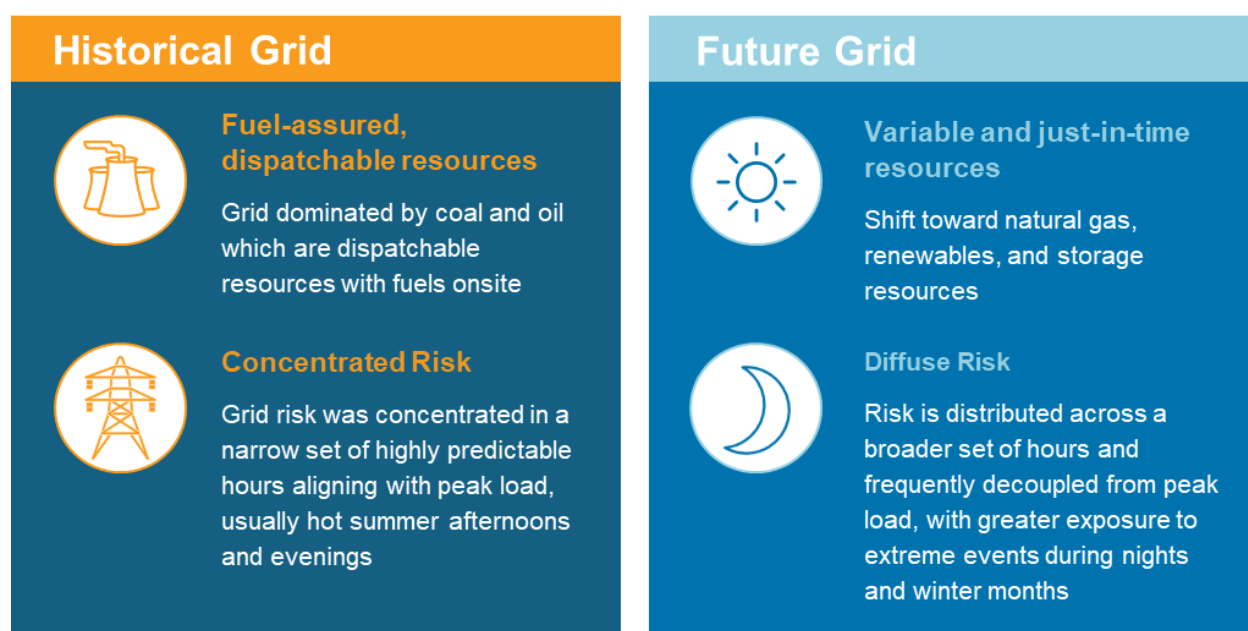 Historical Grid
Fuel-assured,
dispatchable resources
Grid dominated by coal and oil
which are dispatchable
resources with fuels onsite
Concentrated Risk
Grid risk was concentrated in a
narrow set of highly predictable
hours aligning with peak load,
usually hot summer afternoons
and evenings
Future Grid
Variable and just-in-time
resources
Shift toward natural gas,
renewables, and storage
resources
Diffuse Risk
Risk is distributed across a
broader set of hours and
frequently decoupled from peak
load, with greater exposure to
extreme events during nights
and winter months